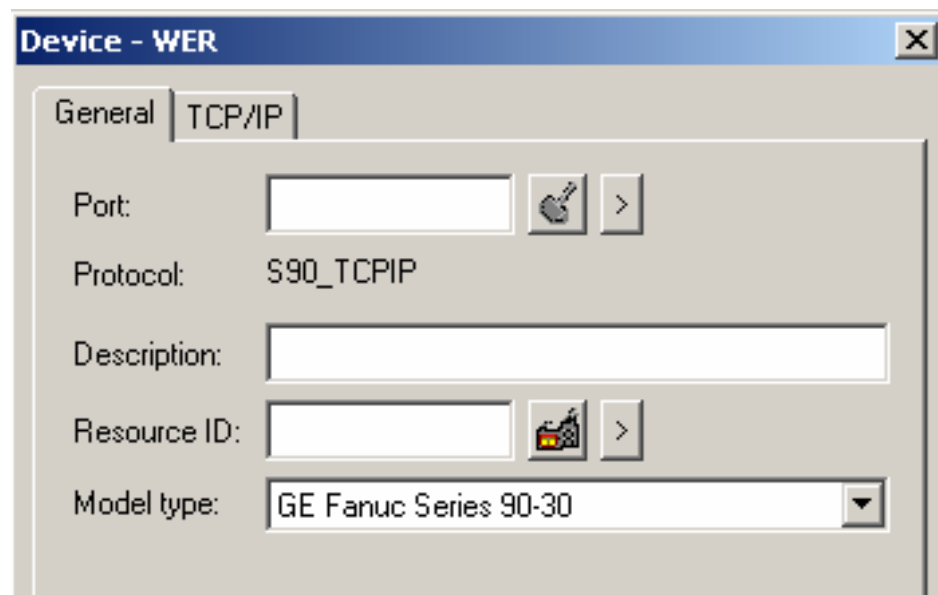 Device - WER
General TCP/IP
Port: >
Protocol: S90_TCPIP
Description:
Resource ID: >
Model type: GE Fanuc Series 90-30